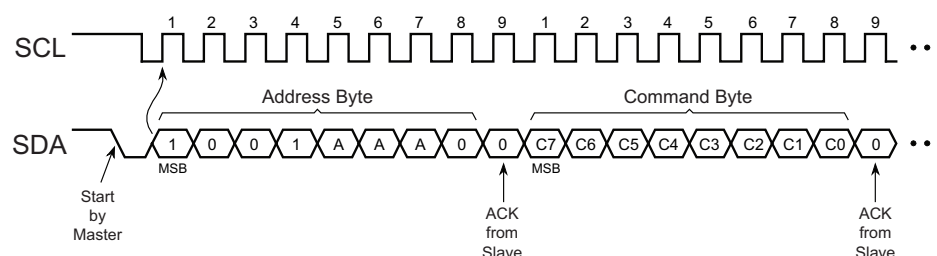 1 2 3 4 5 6 7 8 9 1 2 3 4 5 6 7 8 9
SCL
Address Byte Command Byte
SDA 1 0 0 1 A A A 0 0 C7 C6 C5 C4 C3 C2 C1 C0 0
MSB MSB
Start
by
Master
ACK
from
Slave
ACK
from
Slave